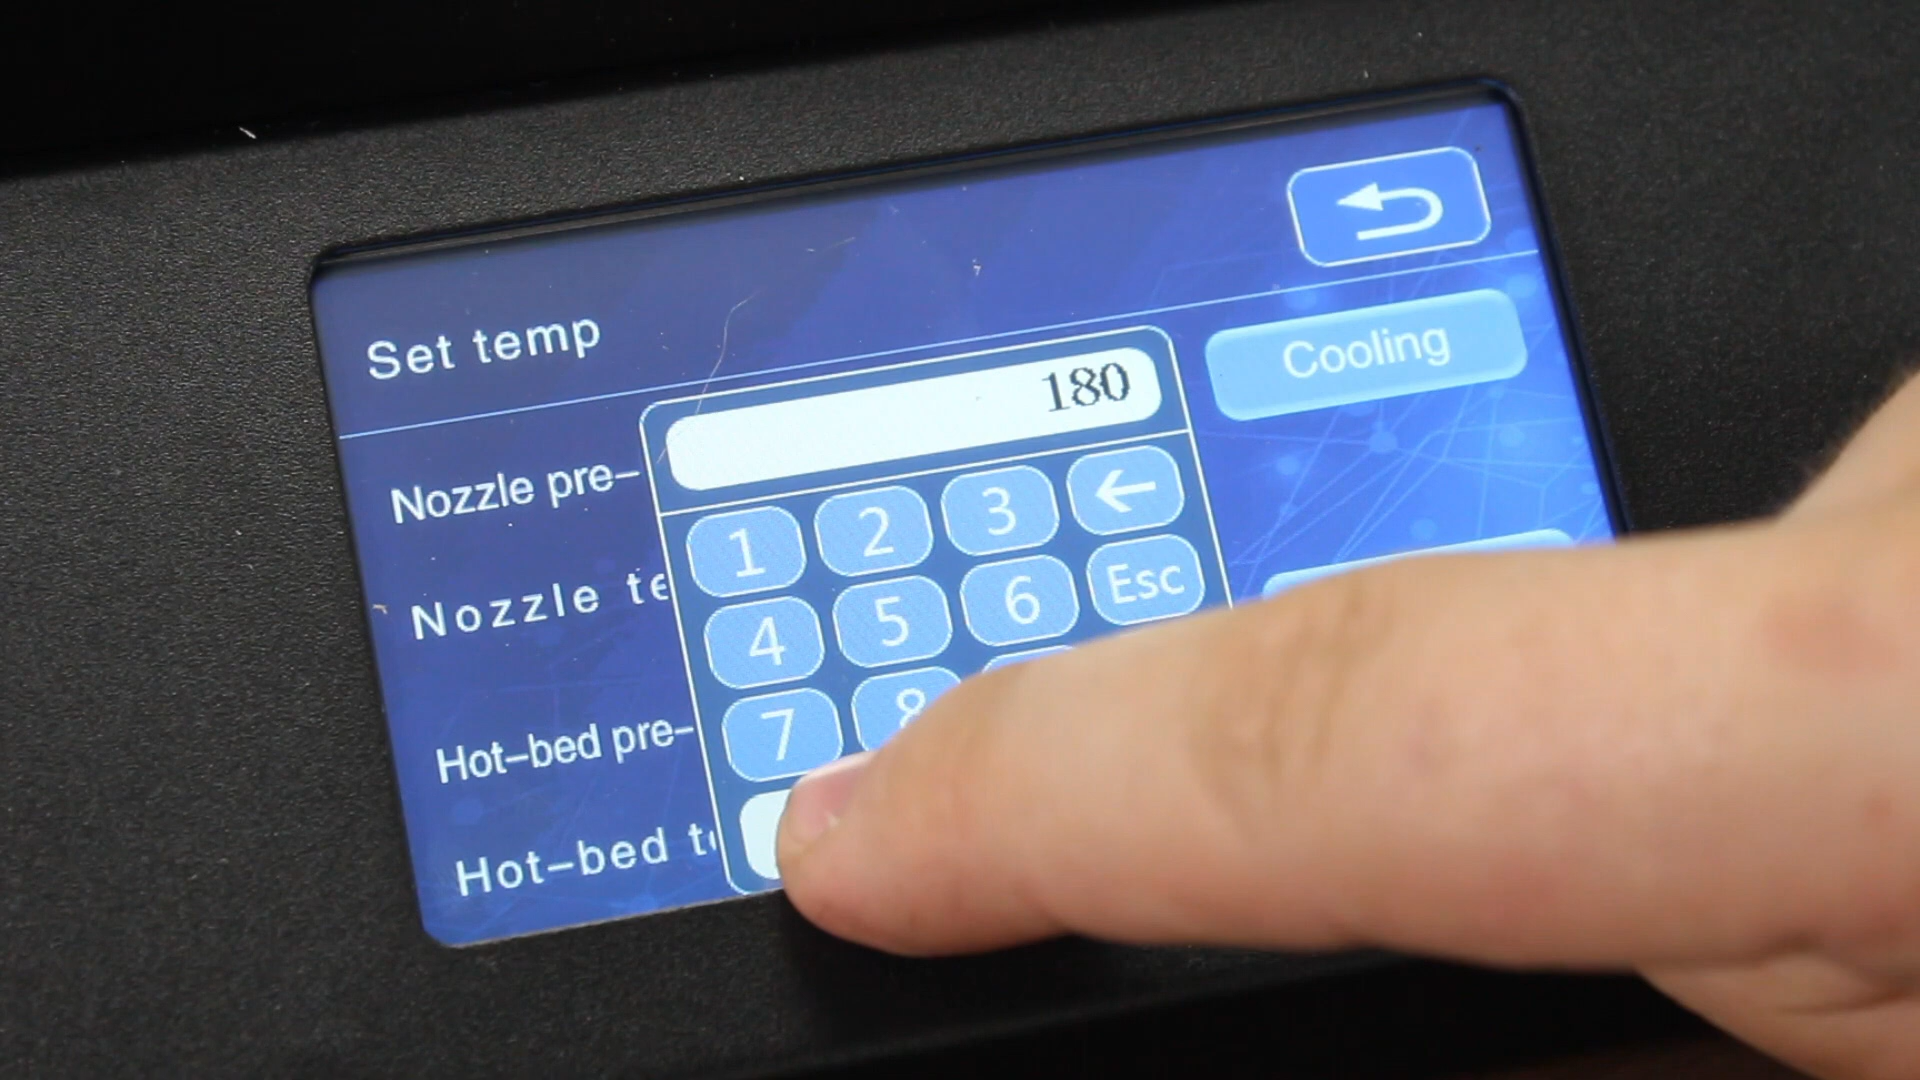 Set temp
Cooling
180
Nozzle pre-
1 2 3 ←
Nozzle te
4 5 6 Esc
Hot-bed pre-
7 8
Hot-bed t